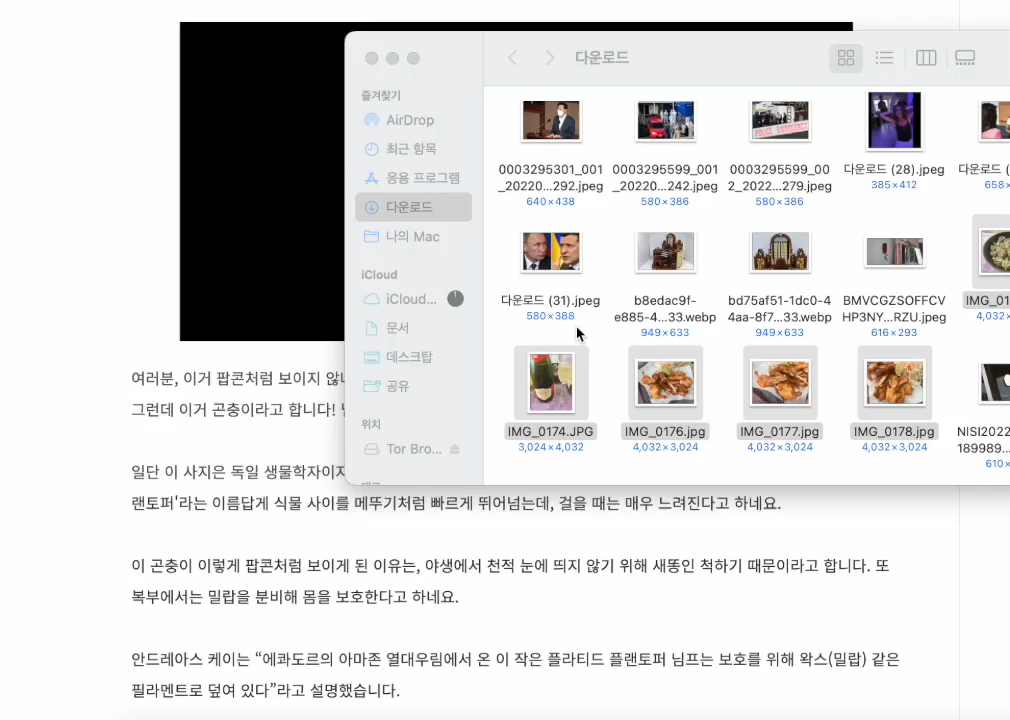 다운로드
즐겨찾기
AirDrop
최근 항목
응용 프로그램
다운로드
나의 Mac
iCloud
iCloud...
문서
데스크탑
공유
위치
Tor Bro...
0003295301_001
_20220...292.jpeg
640×438
0003295599_001
_20220...242.jpeg
580×386
0003295599_00
2_2022...279.jpeg
580×386
다운로드 (28).jpeg
385×412
다운로드 (
658×
다운로드 (31).jpeg
580×388
b8edac9f-
e885-4...33.webp
949×633
bd75af51-1dc0-4
4aa-8f7...33.webp
949×633
BMVCGZSOFFCV
HP3NY...RZU.jpeg
616×293
IMG_01
4,032×
IMG_0174.JPG
3,024×4,032
IMG_0176.jpg
4,032×3,024
IMG_0177.jpg
4,032×3,024
IMG_0178.jpg
4,032×3,024
NISI2022
189989...
610×
여러분, 이거 팝콘처럼 보이지 않
그런데 이거 곤충이라고 합니다!
일단 이 사지은 독일 생물학자이지
랜토퍼'라는 이름답게 식물 사이를 메뚜기처럼 빠르게 뛰어넘는데, 걸을 때는 매우 느려진다고 하네요.
이 곤충이 이렇게 팝콘처럼 보이게 된 이유는, 야생에서 천적 눈에 띄지 않기 위해 새똥인 척하기 때문이라고 합니다. 또
복부에서는 밀랍을 분비해 몸을 보호한다고 하네요.
안드레아스 케이는 “에콰도르의 아마존 열대우림에서 온 이 작은 플라티드 플랜토퍼 님프는 보호를 위해 왁스(밀랍) 같은
필라멘트로 덮여 있다”라고 설명했습니다.